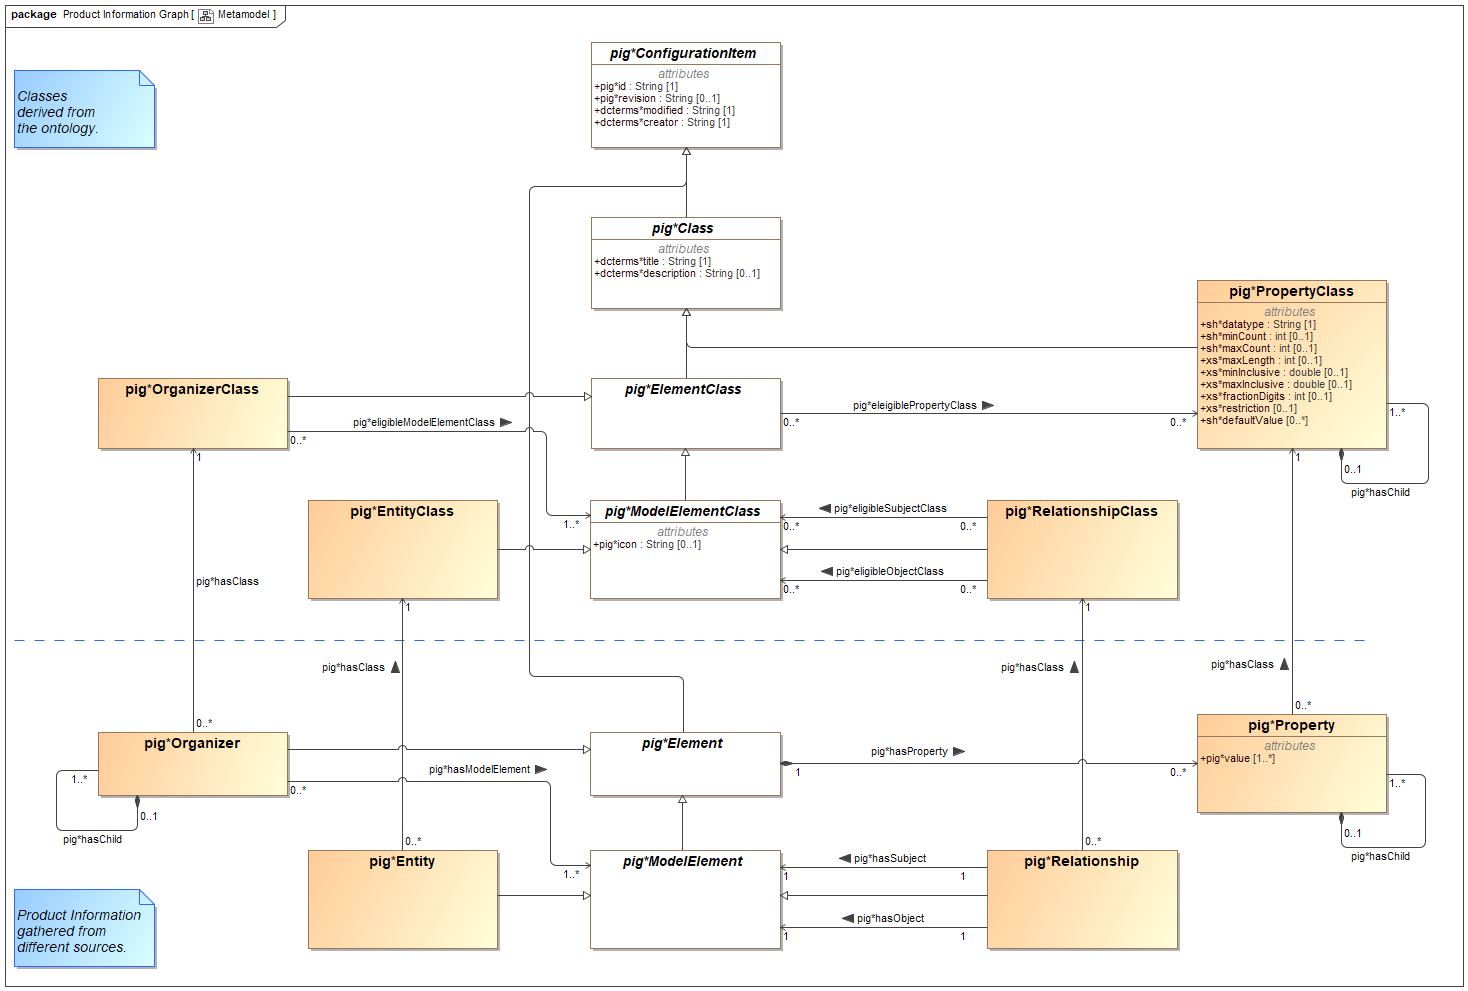 package Product Information Graph [ Metamodel ]
Classes
derived from
the ontology.
pig*ConfigurationItem
attributes
+pig*id : String [1]
+pig*revision : String [0..1]
+dcterms*modified : String [1]
+dcterms*creator : String [1]
pig*Class
attributes
+dcterms*title : String [1]
+dcterms*description : String [0..1]
pig*PropertyClass
attributes
+sh*datatype : String [1]
+sh*minCount : int [0..1]
+sh*maxCount : int [0..1]
+xs*maxLength : int [0..1]
+xs*minInclusive : double [0..1]
+xs*maxInclusive : double [0..1]
+xs*fractionDigits : int [0..1]
+xs*restriction [0..1]
+sh*defaultValue [0..*]
1..*
0..1
pig*hasChild
pig*OrganizerClass
pig*ElementClass
pig*eleigiblePropertyClass
0..*
0..*
pig*eligibleModelElementClass
0..*
1..*
1
1
pig*EntityClass
pig*ModelElementClass
attributes
+pig*icon : String [0..1]
pig*RelationshipClass
pig*eligibleSubjectClass
0..*
0..*
pig*eligibleObjectClass
0..*
0..*
1
1
pig*hasClass
pig*hasClass
pig*hasClass
pig*hasClass
0..*
0..*
pig*Organizer
pig*Element
pig*Property
attributes
+pig*value [1..*]
pig*hasProperty
1
0..*
pig*hasModelElement
0..*
1..*
1..*
0..1
pig*hasChild
1..*
0..1
pig*hasChild
0..*
0..*
pig*Entity
pig*ModelElement
pig*Relationship
pig*hasSubject
1
1
pig*hasObject
1
1
Product Information
gathered from
different sources.